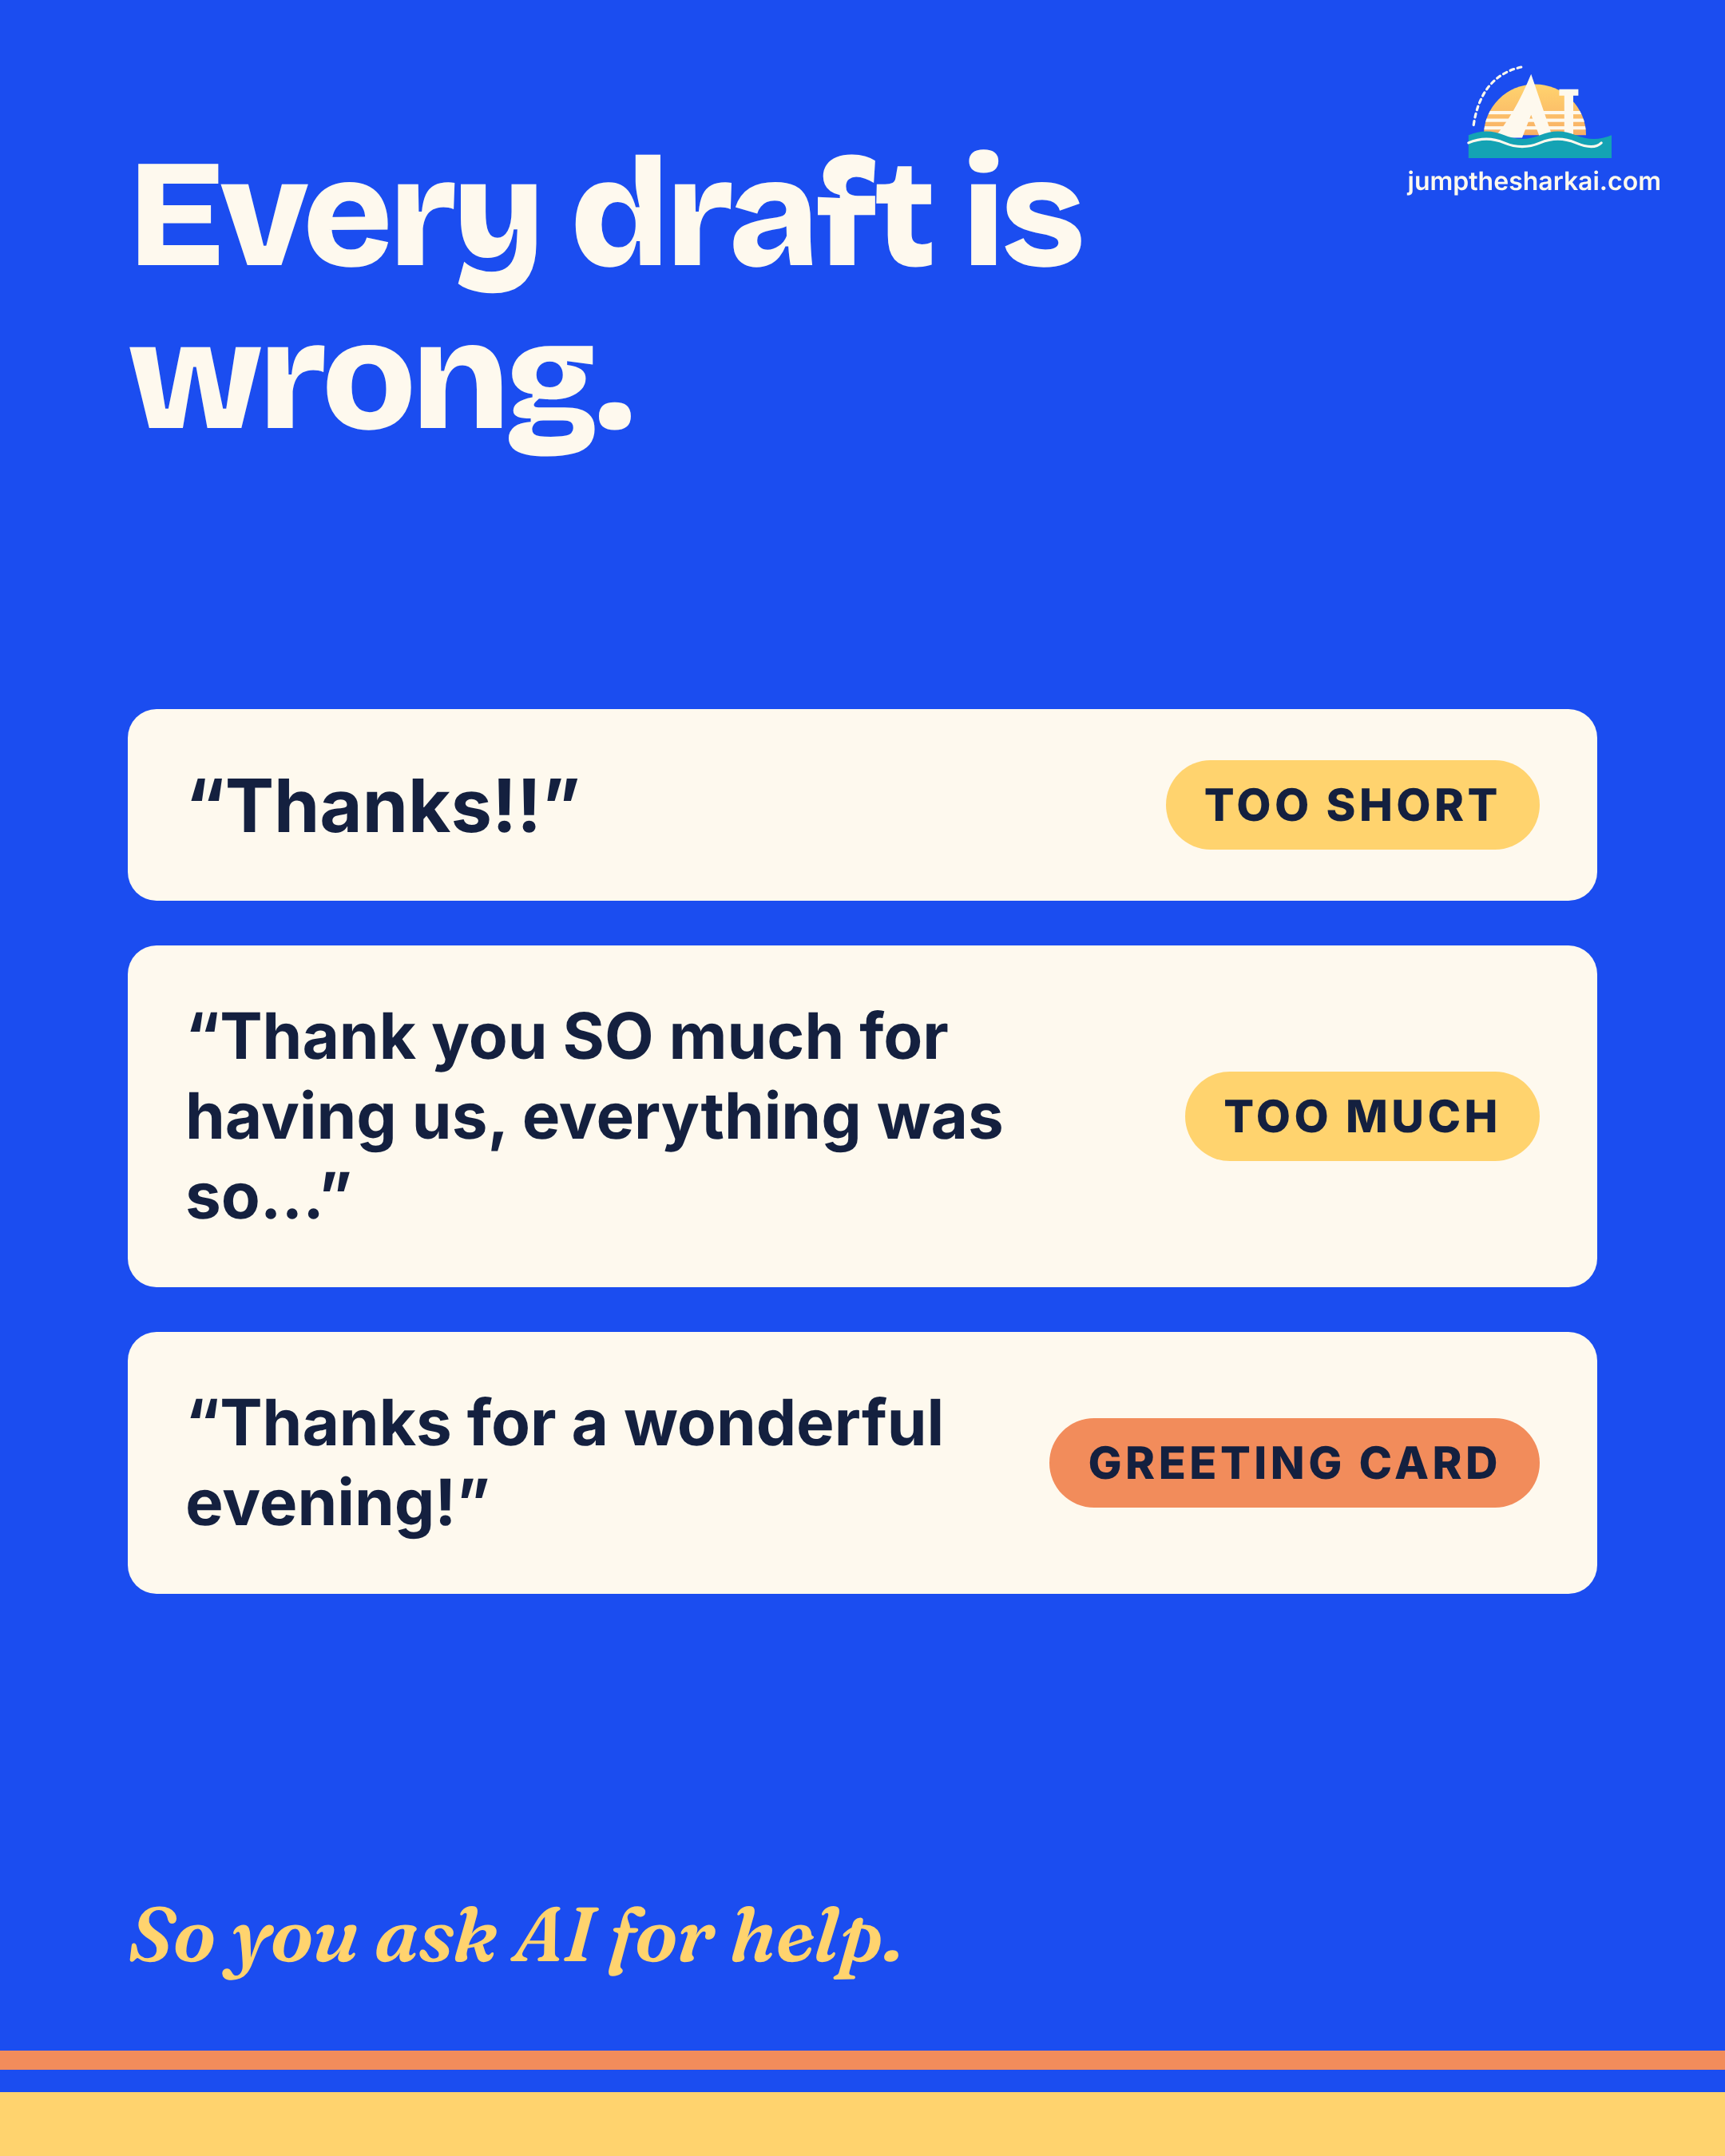 AI
jumpthesharkai.com
Every draft is
wrong.
“Thanks!!”
TOO SHORT
“Thank you SO much for
having us, everything was
so...”
TOO MUCH
“Thanks for a wonderful
evening!”
GREETING CARD
So you ask AI for help.